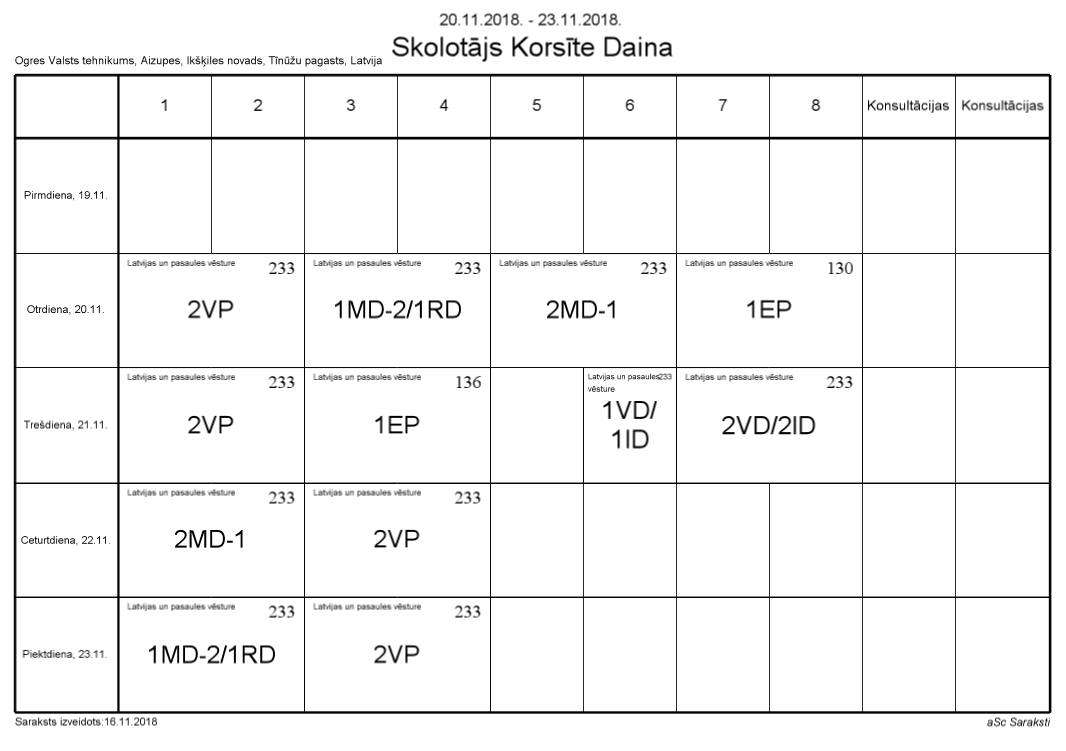 20.11.2018. - 23.11.2018.
Skolotājs Korsīte Daina
Ogres Valsts tehnikums, Aizupes, Ikšķiles novads, Tīnūžu pagasts, Latvija
1 2 3 4 5 6 7 8 Konsultācijas Konsultācijas
Pirmdiena, 19.11.
Otrdiena, 20.11.
Latvijas un pasaules vēsture 233
2VP
Latvijas un pasaules vēsture 233
1MD-2/1RD
Latvijas un pasaules vēsture 233
2MD-1
Latvijas un pasaules vēsture 130
1EP
Trešdiena, 21.11.
Latvijas un pasaules vēsture 233
2VP
Latvijas un pasaules vēsture 136
1EP
Latvijas un pasaules 233
vēsture
1VD/
1ID
Latvijas un pasaules vēsture 233
2VD/2ID
Ceturtdiena, 22.11.
Latvijas un pasaules vēsture 233
2MD-1
Latvijas un pasaules vēsture 233
2VP
Piektdiena, 23.11.
Latvijas un pasaules vēsture 233
1MD-2/1RD
Latvijas un pasaules vēsture 233
2VP
Saraksts izveidots:16.11.2018
aSc Saraksti